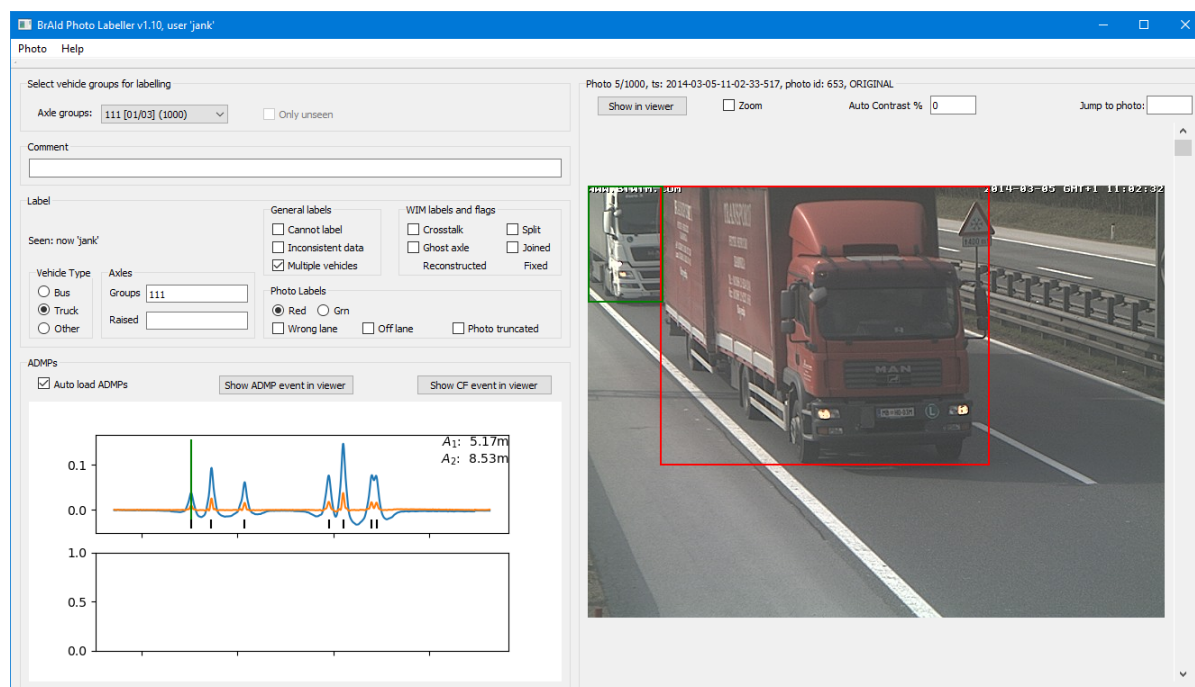 BrAId Photo Labeller v1.10, user 'jank'
Photo Help
Select vehicle groups for labelling
Axle groups: 111 [01/03] (1000) Only unseen
Comment
Label
Seen: now 'jank'
Vehicle Type
Bus
Truck
Other
Axles
Groups 111
Raised
General labels
Cannot label
Inconsistent data
Multiple vehicles
WIM labels and flags
Crosstalk Split
Ghost axle Joined
Reconstructed Fixed
Photo Labels
Red Grn
Wrong lane Off lane Photo truncated
ADMPs
Auto load ADMPs Show ADMP event in viewer Show CF event in viewer
A1: 5.17m
A2: 8.53m
0.1
0.0
1.0
0.5
0.0
Photo 5/1000, ts: 2014-03-05-11-02-33-517, photo id: 653, ORIGINAL
Show in viewer Zoom Auto Contrast % 0 Jump to photo:
2014-03-05 GMT+1 11:02:32
TRANSPORT
MAN
L